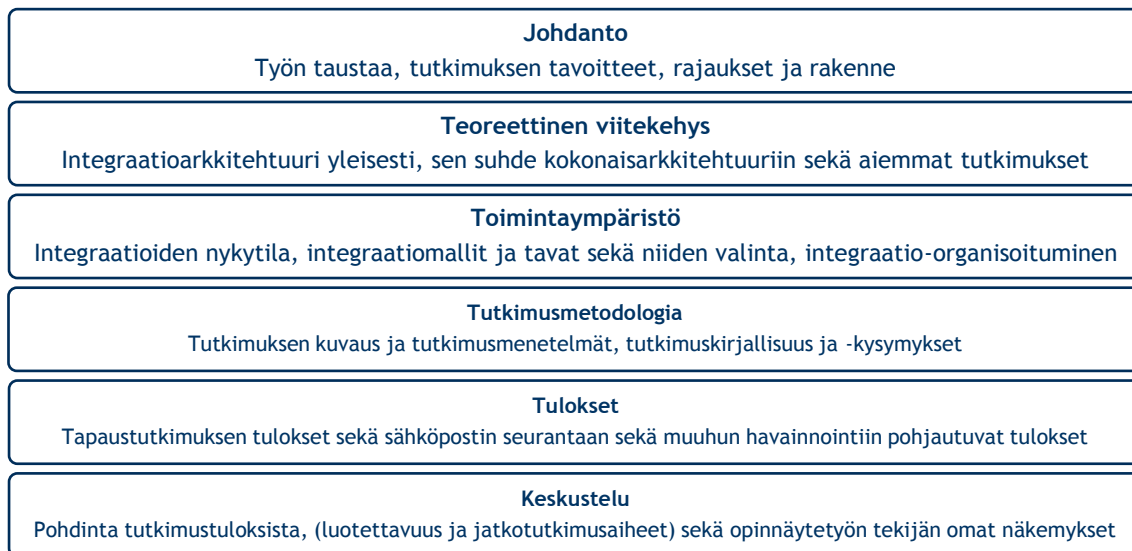 Johdanto
Työn taustaa, tutkimuksen tavoitteet, rajaukset ja rakenne
Teoreettinen viitekehys
Integraatioarkkitehtuuri yleisesti, sen suhde kokonaisarkkitehtuuriin sekä aiemmat tutkimukset
Toimintaympäristö
Integraatioiden nykytila, integraatiomallit ja tavat sekä niiden valinta, integraatio-organisoituminen
Tutkimusmetodologia
Tutkimuksen kuvaus ja tutkimusmenetelmät, tutkimuskirjallisuus ja -kysymykset
Tulokset
Tapaustutkimuksen tulokset sekä sähköpostin seurantaan sekä muuhun havainnointiin pohjautuvat tulokset
Keskustelu
Pohdinta tutkimustuloksista, (luotettavuus ja jatkotutkimusaiheet) sekä opinnäytetyön tekijän omat näkemykset